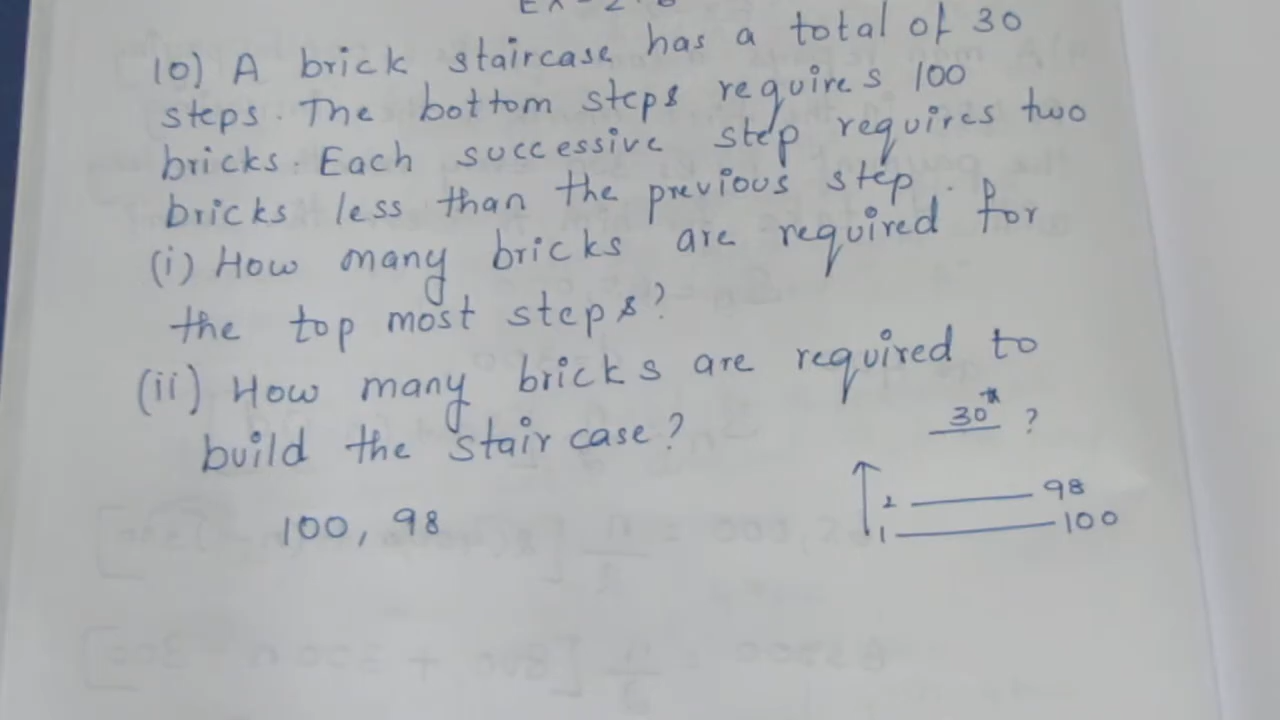 10) A brick staircase has a total of 30
steps. The bottom steps requires 100
bricks. Each successive step requires two
bricks less than the previous step.
(i) How many bricks are required for
the top most steps?
(ii) How many bricks are required to
build the stair case?
30th ?
100, 98
2 98
1 100